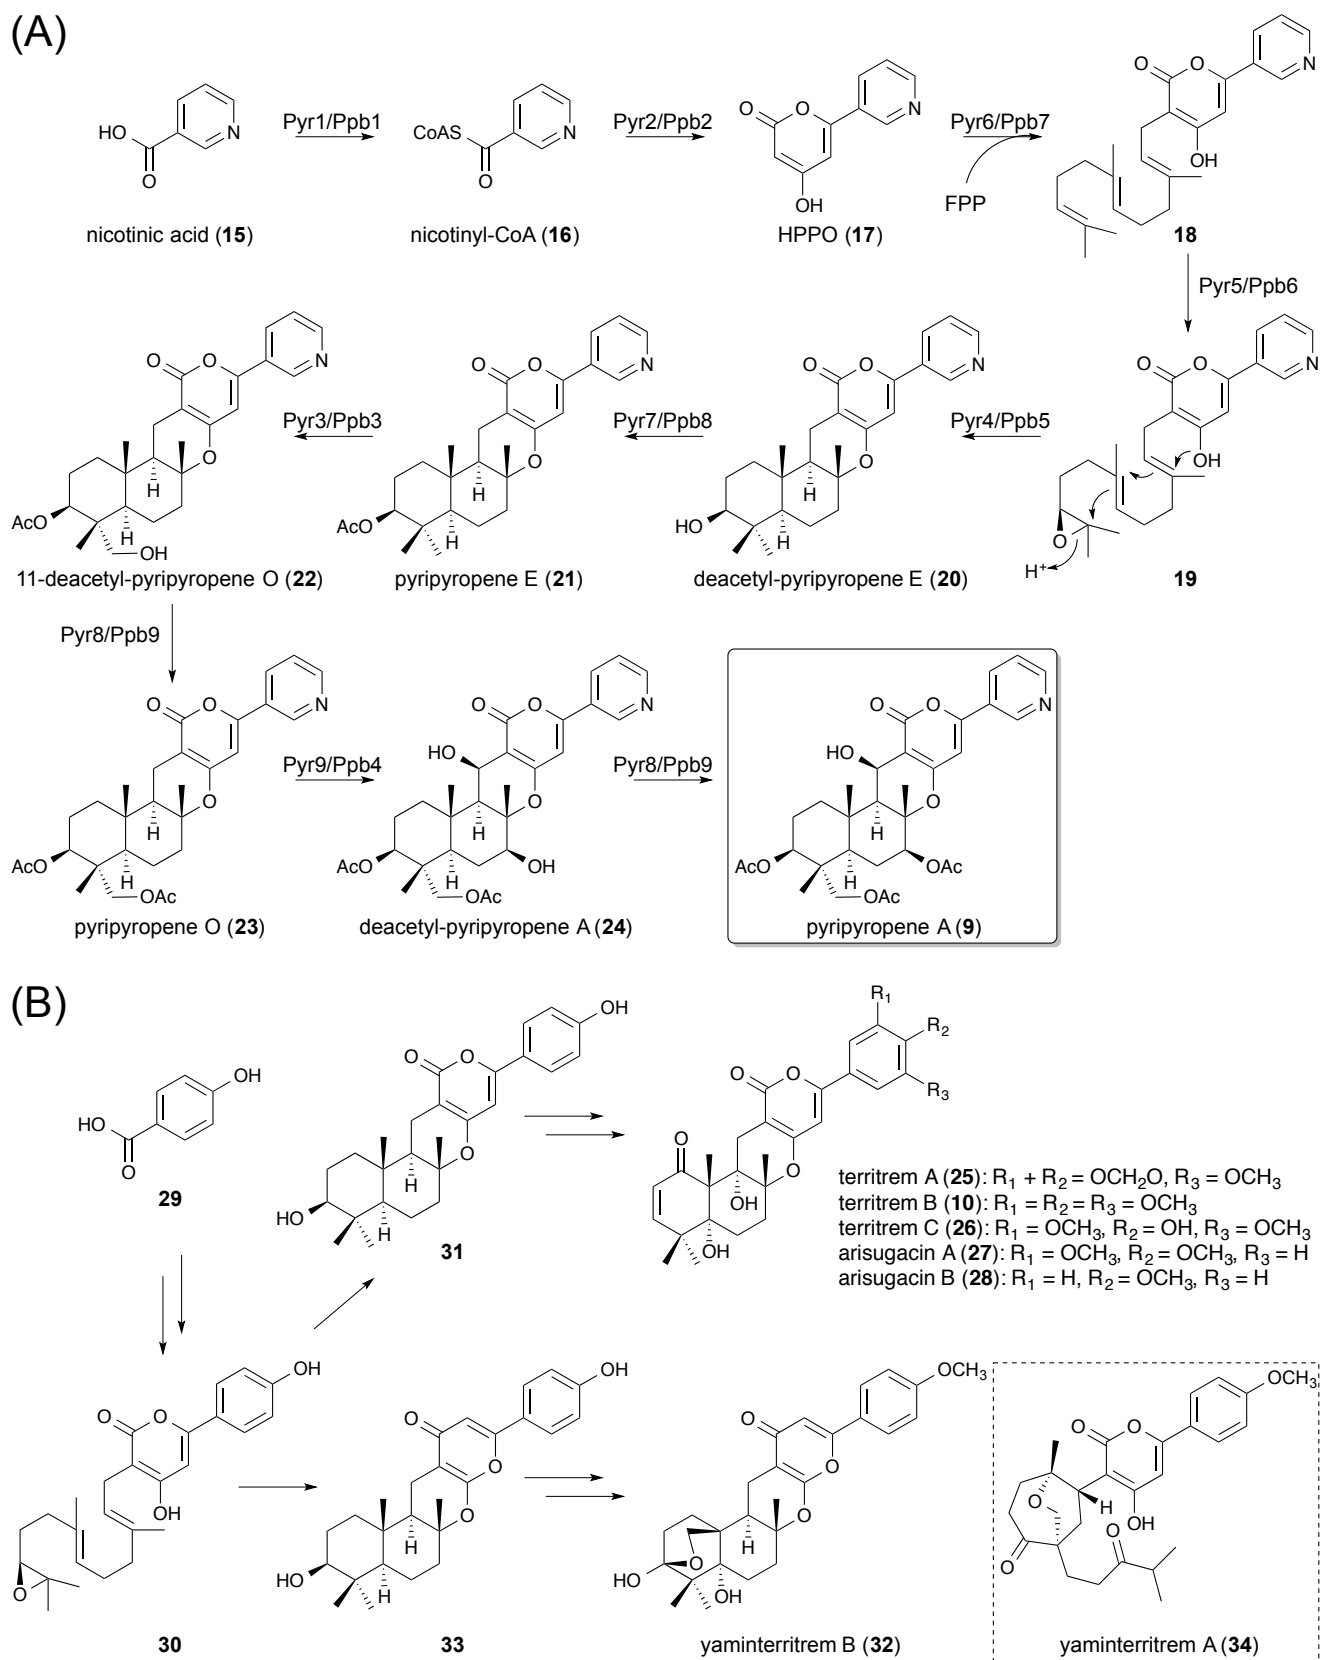 (A)
HO
O
N
Pyr1/Ppb1
CoAS
O
N
Pyr2/Ppb2
O
O
N
OH
Pyr6/Ppb7
FPP
O
O
N
OH
nicotinic acid (15)
nicotinyl-CoA (16)
HPPO (17)
18
Pyr5/Ppb6
O
O
N
O
H
AcO
H
OH
Pyr3/Ppb3
O
O
N
O
H
AcO
H
Pyr7/Ppb8
O
O
N
O
H
HO
H
Pyr4/Ppb5
O
O
N
OH
O
H+
11-deacetyl-pyripyropene O (22)
pyripyropene E (21)
deacetyl-pyripyropene E (20)
19
Pyr8/Ppb9
O
O
N
O
H
AcO
H
OAc
Pyr9/Ppb4
O
O
N
HO
O
H
AcO
H
OH
OAc
Pyr8/Ppb9
O
O
N
HO
O
H
AcO
H
OAc
OAc
pyripyropene O (23)
deacetyl-pyripyropene A (24)
pyripyropene A (9)
(B)
OH
HO
O
29
OH
O
O
O
H
HO
H
31
R1
R2
R3
O
O
O
O
OH
OH
territrem A (25): R1 + R2 = OCH2O, R3 = OCH3
territrem B (10): R1 = R2 = R3 = OCH3
territrem C (26): R1 = OCH3, R2 = OH, R3 = OCH3
arisugacin A (27): R1 = OCH3, R2 = OCH3, R3 = H
arisugacin B (28): R1 = H, R2 = OCH3, R3 = H
OH
O
O
OH
O
OH
O
O
O
H
HO
H
OCH3
O
O
O
H
O
HO
OH
OCH3
O
O
O
H
OH
O
O
30
33
yaminterritrem B (32)
yaminterritrem A (34)